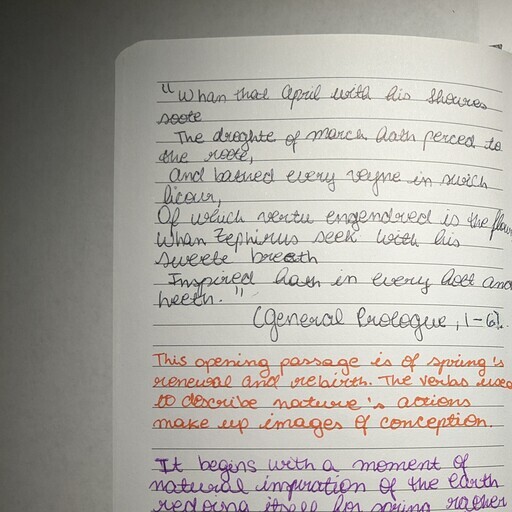 "Whan that April with his shoures
soote
The droghte of march hath perced to
the roote,
And bathed every veyne in swich
licour,
Of which vertu engendred is the flour
Whan Zephirus seek with his
sweete breath
Inspired hath in every holt and
heeth."
(General Prologue, 1-6).
This opening passage is of spring's
renewal and rebirth. The verbs used
to describe nature's actions
make up images of conception.
It begins with a moment of
natural inspiration of the earth
itself for spring rather